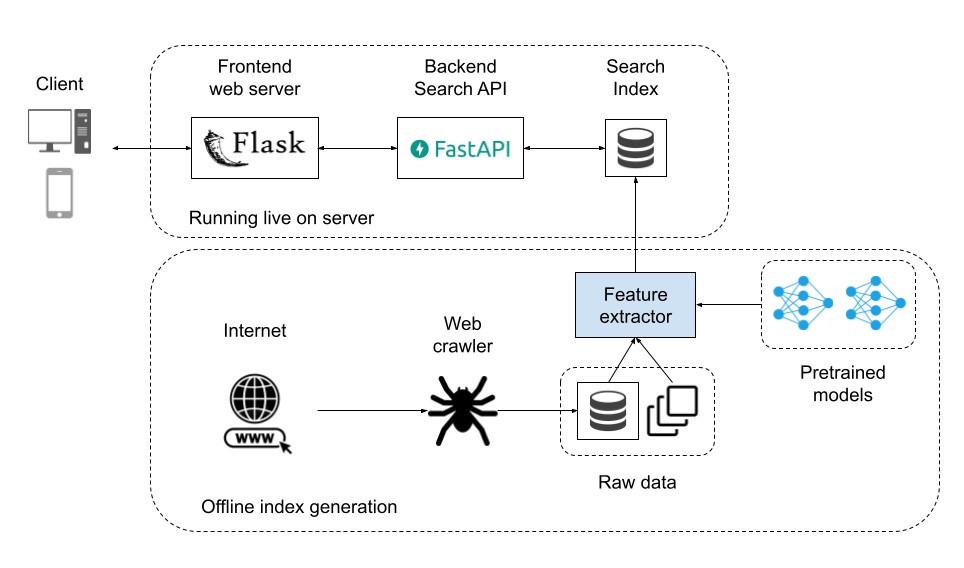 Client
Frontend
web server
Backend
Search API
Search
Index
Flask
FastAPI
Running live on server
Feature
extractor
Internet
Web
crawler
Pretrained
models
WWW
Raw data
Offline index generation